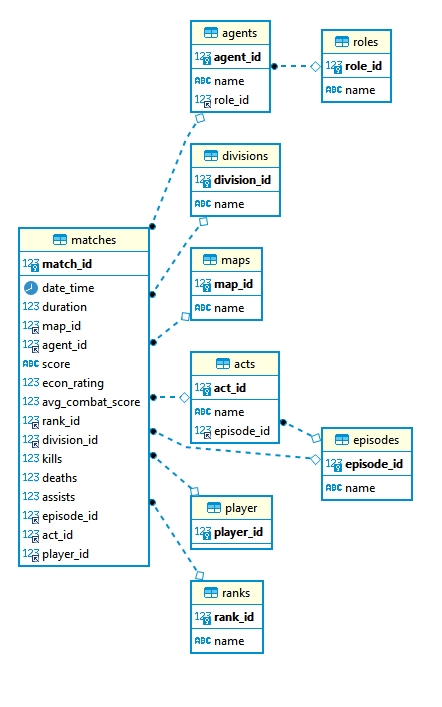 agents
123 agent_id
ABC name
123 role_id
roles
123 role_id
ABC name
divisions
123 division_id
ABC name
matches
123 match_id
date_time
123 duration
123 map_id
123 agent_id
ABC score
123 econ_rating
123 avg_combat_score
123 rank_id
123 division_id
123 kills
123 deaths
123 assists
123 episode_id
123 act_id
123 player_id
maps
123 map_id
ABC name
acts
123 act_id
ABC name
123 episode_id
episodes
123 episode_id
ABC name
player
123 player_id
ranks
123 rank_id
ABC name